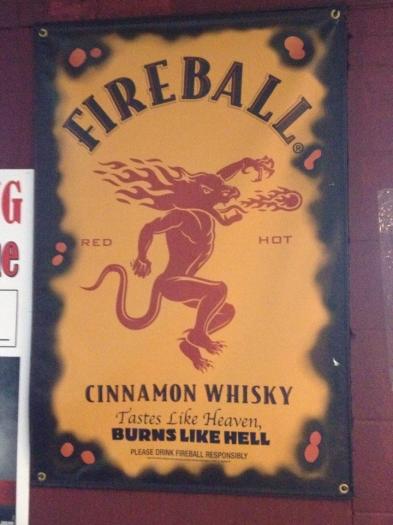 FIREBALL®
RED HOT
CINNAMON WHISKY
Tastes Like Heaven,
BURNS LIKE HELL
PLEASE DRINK FIREBALL RESPONSIBLY
G
e